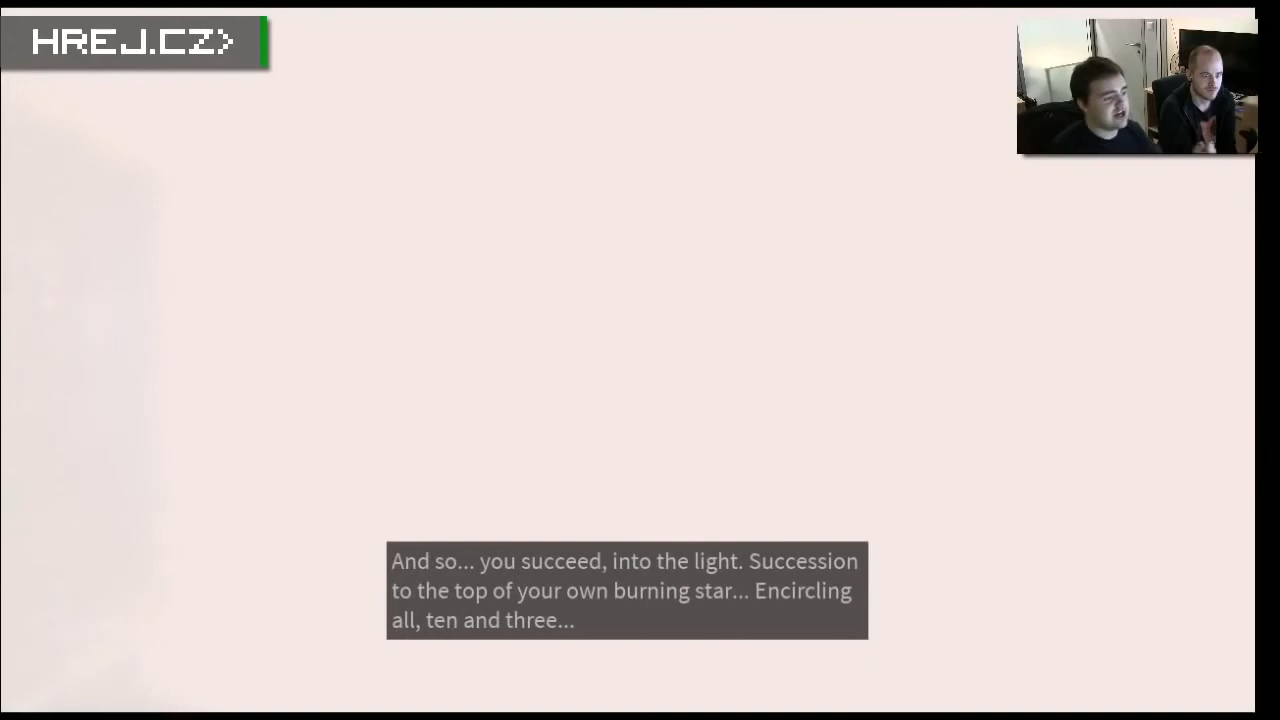 HREJ.CZ>
And so... you succeed, into the light. Succession
to the top of your own burning star... Encircling
all, ten and three...